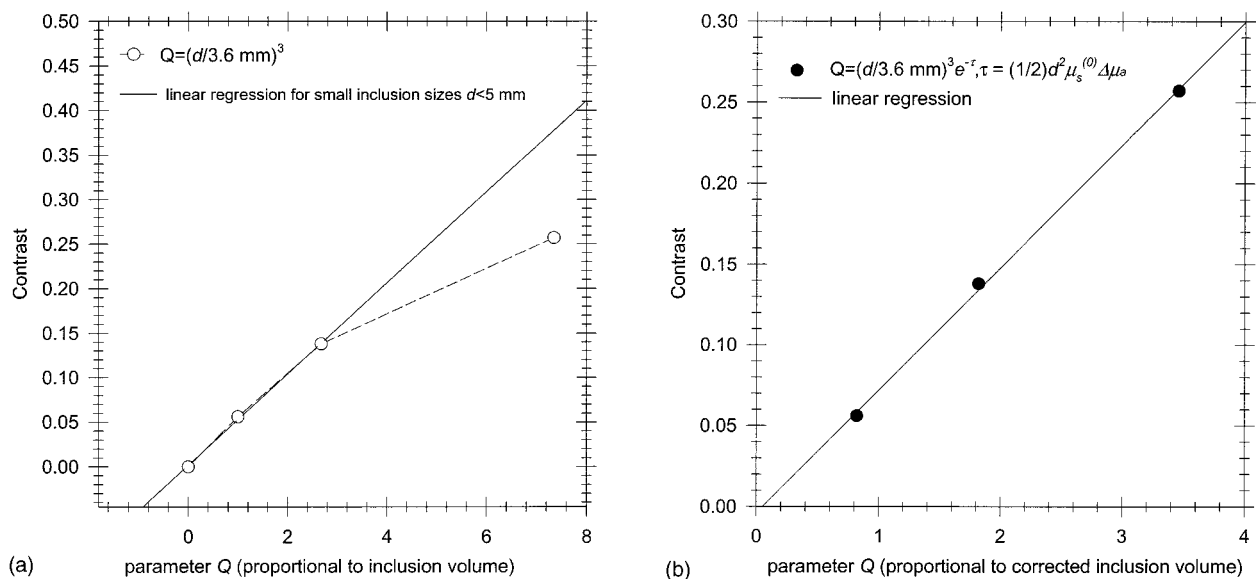 0.50
0.45
0.40
0.35
0.30
0.25
0.20
0.15
0.10
0.05
0.00
Contrast
Q=(d/3.6 mm)³
linear regression for small inclusion sizes d<5 mm
0 2 4 6 8
(a) parameter Q (proportional to inclusion volume)
0.30
0.25
0.20
0.15
0.10
0.05
0.00
Contrast
Q=(d/3.6 mm)³e⁻ᵗ,τ = (1/2)d²μₛ⁽⁰⁾Δμₐ
linear regression
0 1 2 3 4
(b) parameter Q (proportional to corrected inclusion volume)